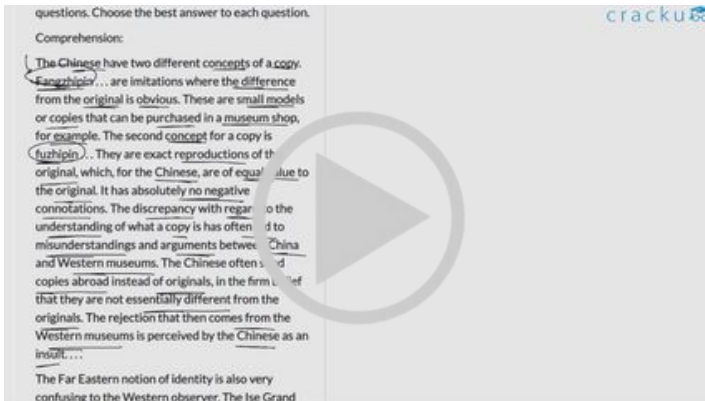 questions. Choose the best answer to each question.
cracku
Comprehension:
The Chinese have two different concepts of a copy.
Fangzhipin . . . are imitations where the difference
from the original is obvious. These are small models
or copies that can be purchased in a museum shop,
for example. The second concept for a copy is
fuzhipin . . . They are exact reproductions of
original, which, for the Chinese, are of equal to
the original. It has absolutely no negative
connotations. The discrepancy with to the
understanding of what a copy is has often to
misunderstandings and arguments China
and Western museums. The Chinese often
copies abroad instead of originals, in the firm
that they are not essentially different from the
originals. The rejection that then comes from the
Western museums is perceived by the Chinese as an
insult. . . .
The Far Eastern notion of identity is also very
confusing to the Western observer. The Ise Grand